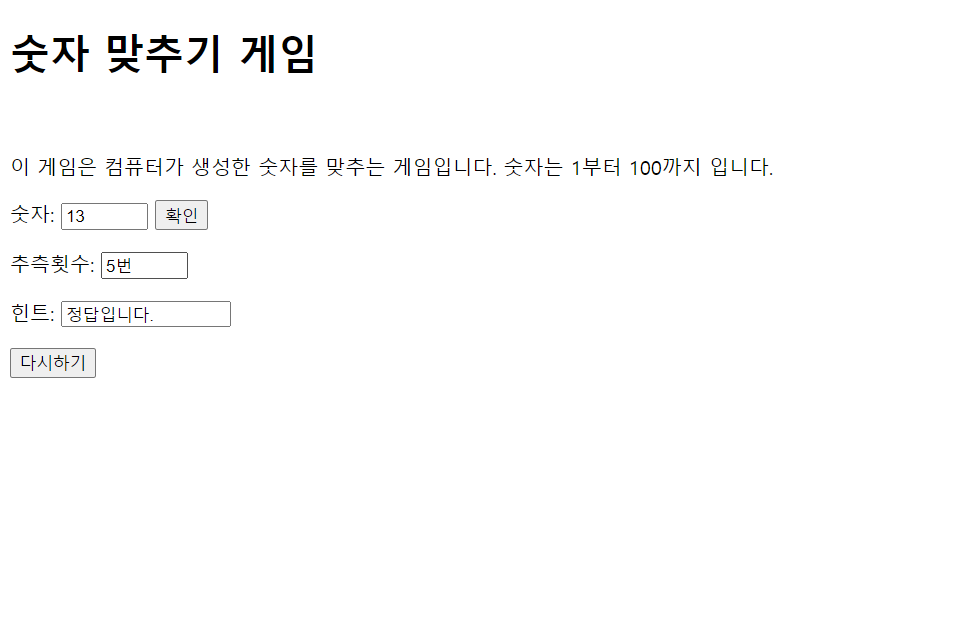 숫자 맞추기 게임
이 게임은 컴퓨터가 생성한 숫자를 맞추는 게임입니다. 숫자는 1부터 100까지 입니다.
숫자: 13 확인
추측횟수: 5번
힌트: 정답입니다.
다시하기